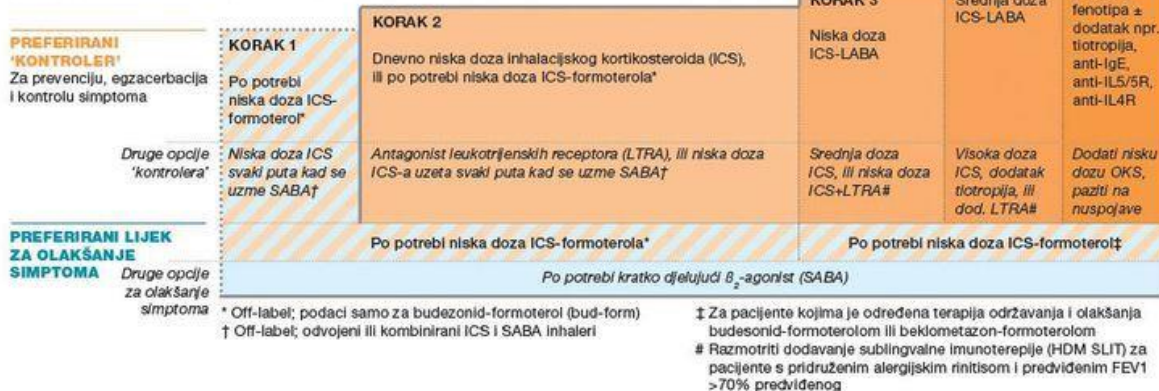 PREFERIRANI
‘KONTROLER’
Za prevenciju, egzacerbacija
i kontrolu simptoma
KORAK 1
Po potrebi
niska doza ICS-
formoterol*
KORAK 2
Dnevno niska doza inhalacijskog kortikosteroida (ICS),
ili po potrebi niska doza ICS-formoterola*
KORAK 3
Niska doza
ICS-LABA
Srednja doza
ICS-LABA
fenotipa ±
dodatak npr.
tiotropija,
anti-IgE,
anti-IL5/5R,
anti-IL4R
Druge opcije
‘kontrolera’
Niska doza ICS
svaki puta kad se
uzme SABA†
Antagonist leukotrijenskih receptora (LTRA), ili niska doza
ICS-a uzeta svaki puta kad se uzme SABA†
Srednja doza
ICS, ili niska doza
ICS+LTRA#
Visoka doza
ICS, dodatak
tiotropija, ili
dod. LTRA#
Dodati nisku
dozu OKS,
paziti na
nuspojave
PREFERIRANI LIJEK
ZA OLAKŠANJE
SIMPTOMA
Po potrebi niska doza ICS-formoterola*
Po potrebi niska doza ICS-formoterol‡
Druge opcije
za olakšanje
simptoma
Po potrebi kratko djelujući ß₂-agonist (SABA)
* Off-label; podaci samo za budezonid-formoterol (bud-form)
† Off-label; odvojeni ili kombinirani ICS i SABA inhaleri
‡ Za pacijente kojima je određena terapija održavanja i olakšanja
budesonid-formoterolom ili beklometazon-formoterolom
# Razmotriti dodavanje sublingvalne imunoterepije (HDM SLIT) za
pacijente s pridruženim alergijskim rinitisom i predviđenim FEV1
>70% predviđenog